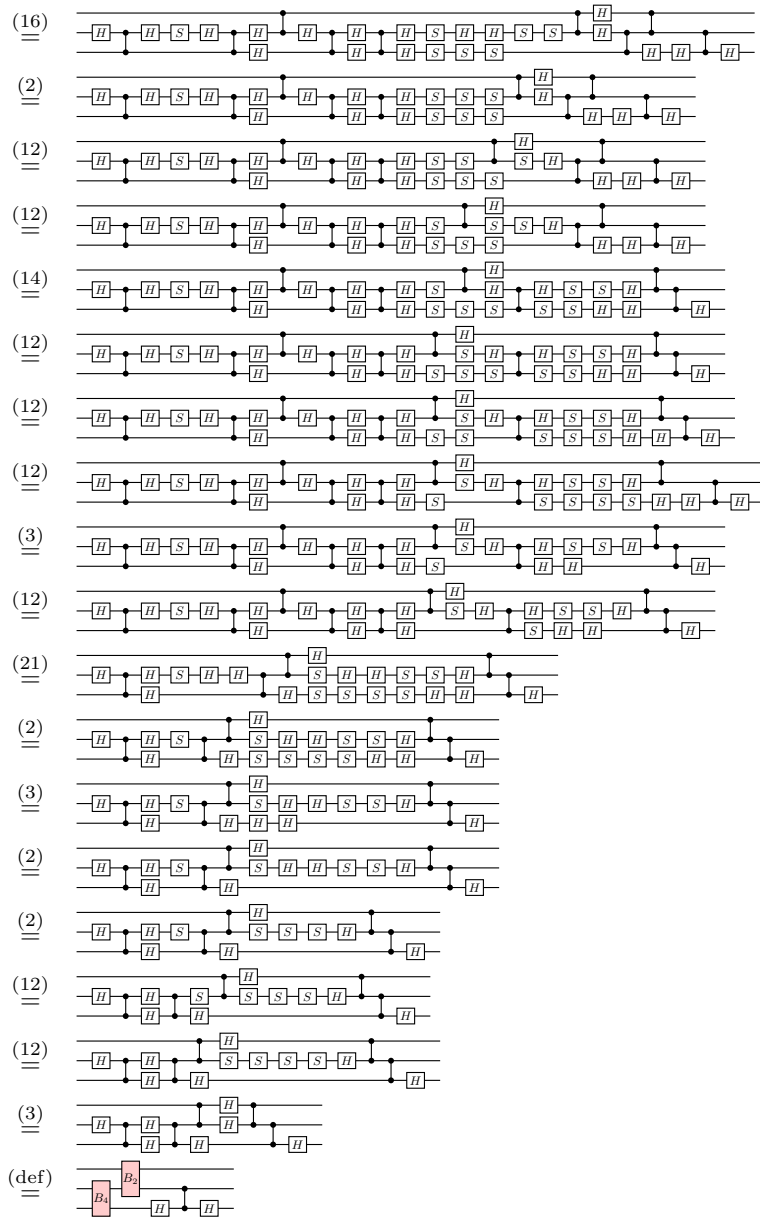 (16)
H
= H H S H H H H H S H H S S H
H H H S S S H H H
(2)
H
= H H S H H H H H S S S H
H H H S S S H H H
(12)
H
= H H S H H H H H S S S H
H H H S S S H H H
(12)
H
= H H S H H H H H S S S H
H H H S S S H H H
(14)
H
= H H S H H H H H S H H S S H
H H H S S S S S H H H
(12)
H
= H H S H H H H H S H H S S H
H H H S S S S S H H H
(12)
H
= H H S H H H H H S H H S S H
H H H S S S S S H H H
(12)
H
= H H S H H H H H S H H S S H
H H H S S S S S H H H
(3)
H
= H H S H H H H H S H H S S H
H H H S H H H
(12)
H
= H H S H H H H H S H H S S H
H H H S H H H
(21)
H
= H H S H H S H H S S H
H H S S S S H H H
(2)
H
= H H S S H H S S H
H H S S S S H H H
(3)
H
= H H S S H H S S H
H H H H H
(2)
H
= H H S S H H S S H
H H H
(2)
H
= H H S S S S H
H H H
(12)
H
= H H S S S S H
H H H
(12)
H
= H H S S S S H
H H H
(3)
H
= H H H
H H H
(def)
B₂
= B₄
H H